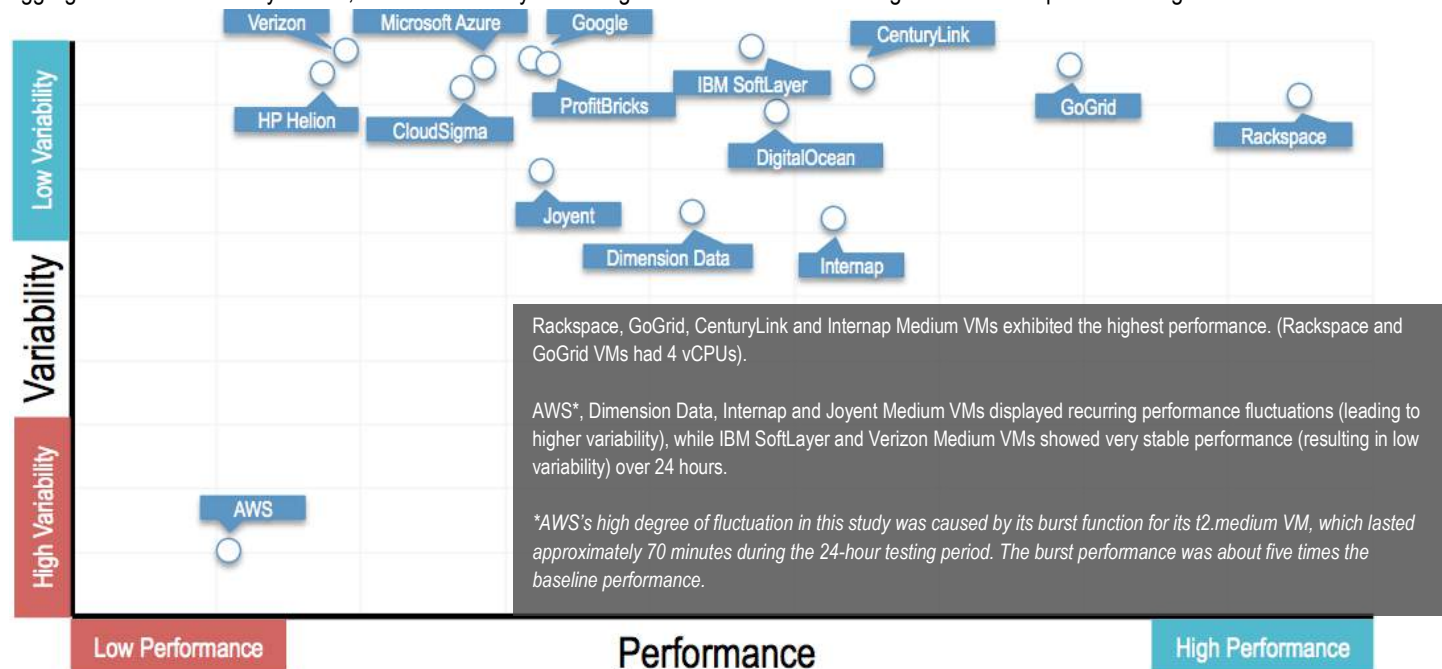 Verizon
Microsoft Azure
Google
CenturyLink
IBM SoftLayer
ProfitBricks
GoGrid
HP Helion
CloudSigma
Rackspace
DigitalOcean
Joyent
Dimension Data
Internap
Low Variability
Variability
High Variability
Rackspace, GoGrid, CenturyLink and Internap Medium VMs exhibited the highest performance. (Rackspace and
GoGrid VMs had 4 vCPUs).
AWS*, Dimension Data, Internap and Joyent Medium VMs displayed recurring performance fluctuations (leading to
higher variability), while IBM SoftLayer and Verizon Medium VMs showed very stable performance (resulting in low
variability) over 24 hours.
*AWS's high degree of fluctuation in this study was caused by its burst function for its t2.medium VM, which lasted
approximately 70 minutes during the 24-hour testing period. The burst performance was about five times the
baseline performance.
AWS
Low Performance
Performance
High Performance